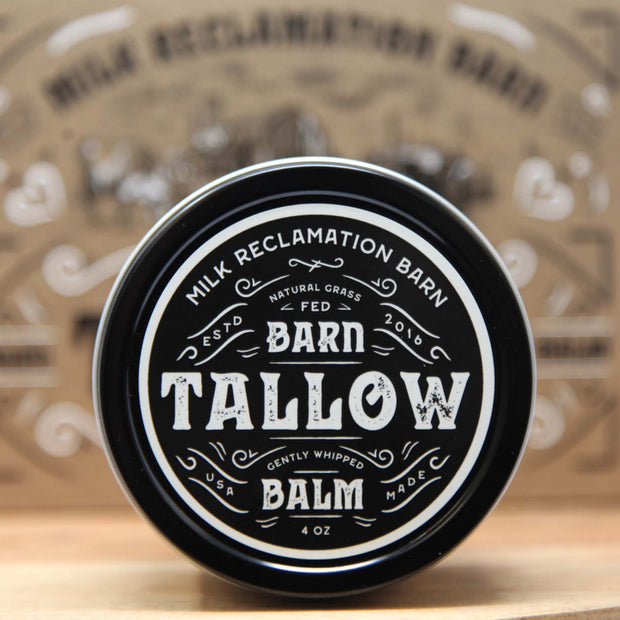 MILK RECLAMATION BARN
MILK RECLAMATION BARN
NATURAL GRASS
FED
ESTD 2016
BARN
TALLOW
GENTLY WHIPPED
USA MADE
BALM
4 OZ
BALM